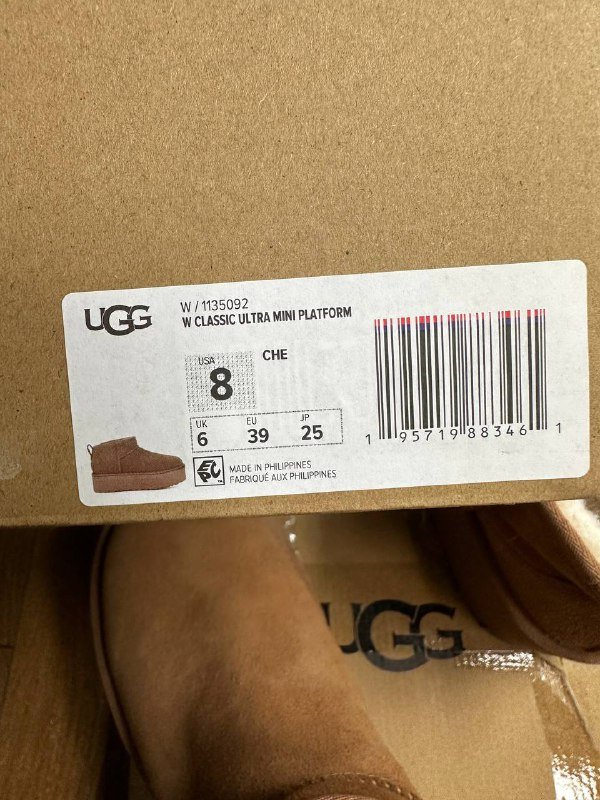 UGG
W / 1135092
W CLASSIC ULTRA MINI PLATFORM
USA
8
CHE
UK EU JP
6 39 25
1 95719 88346 1
EPC™
MADE IN PHILIPPINES
FABRIQUÉ AUX PHILIPPINES
UGG